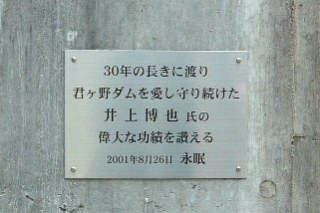 30年の長きに渡り
君ヶ野ダムを愛し守り続けた
井上博也 氏の
偉大な功績を讃える
2001年8月26日 永眠